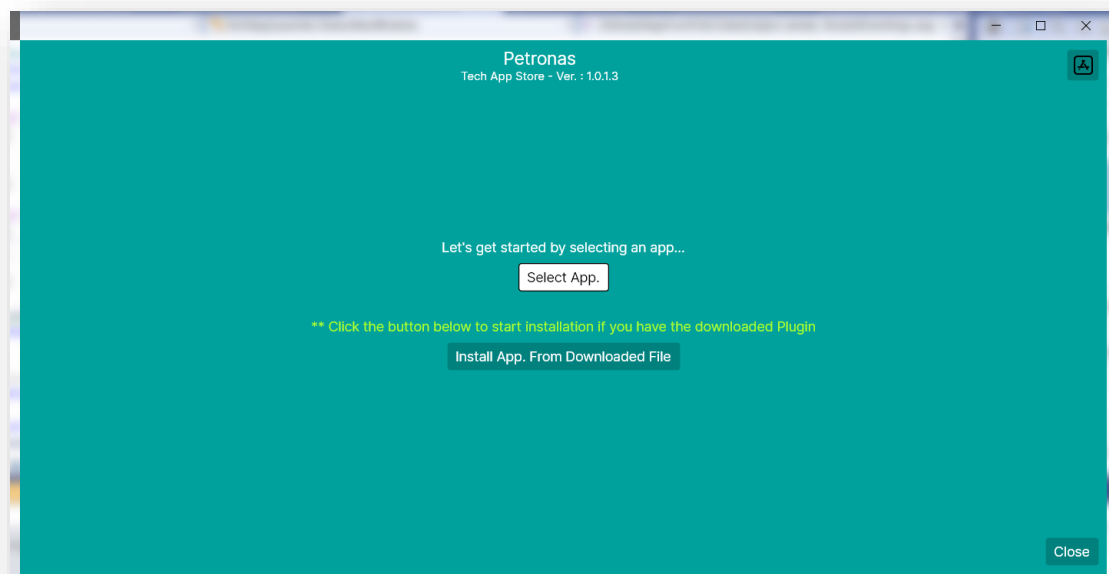 Petronas
Tech App Store - Ver. : 1.0.1.3
Let's get started by selecting an app...
Select App.
** Click the button below to start installation if you have the downloaded Plugin
Install App. From Downloaded File
Close